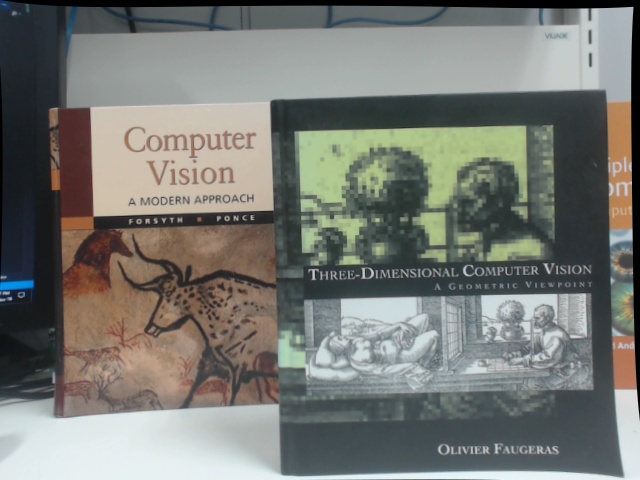 Computer
Vision
A MODERN APPROACH
FORSYTH ▪ PONCE
THREE-DIMENSIONAL COMPUTER VISION
A GEOMETRIC VIEWPOINT
OLIVIER FAUGERAS